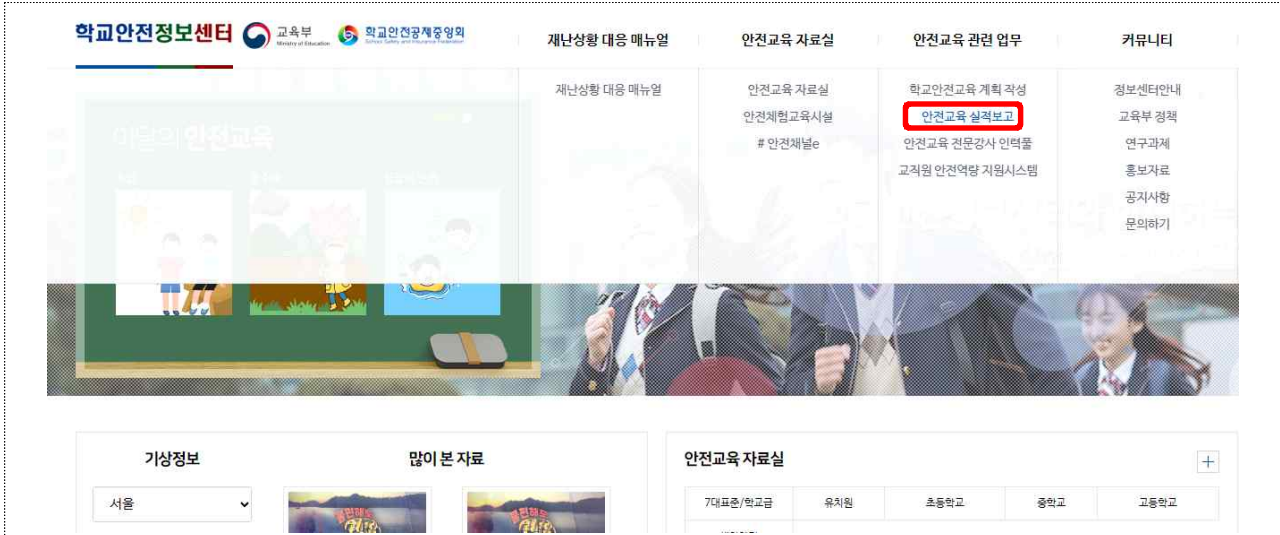 학교안전정보센터 교육부 학교안전공제중앙회
Ministry of Education School Safety and Insurance Federation
재난상황 대응 매뉴얼 안전교육 자료실 안전교육 관련 업무 커뮤니티
재난상황 대응 매뉴얼 안전교육 자료실 학교안전교육 계획 작성 정보센터안내
안전체험교육시설 안전교육 실적보고 교육부 정책
# 안전채널e 안전교육 전문강사 인력풀 연구과제
교직원 안전역량 지원시스템 홍보자료
공지사항
문의하기
이달의 안전교육
기상정보 많이 본 자료 안전교육 자료실 +
서울
7대표준/학교급 유치원 초등학교 중학교 고등학교